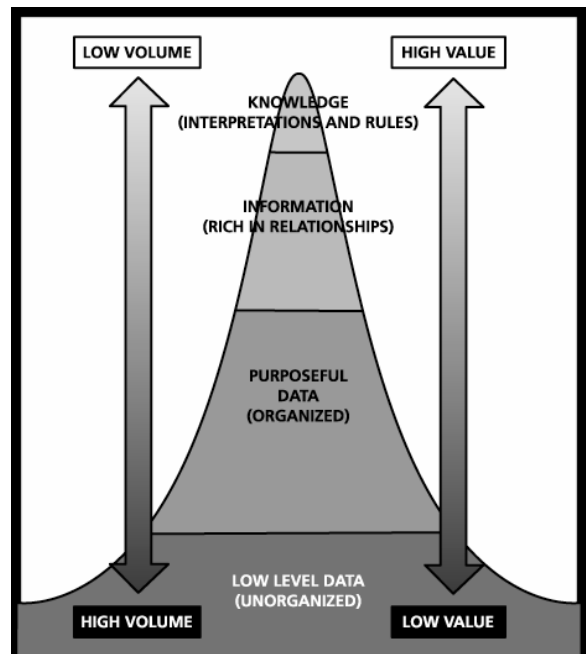 LOW VOLUME
HIGH VALUE
KNOWLEDGE
(INTERPRETATIONS AND RULES)
INFORMATION
(RICH IN RELATIONSHIPS)
PURPOSEFUL
DATA
(ORGANIZED)
LOW LEVEL DATA
(UNORGANIZED)
HIGH VOLUME
LOW VALUE